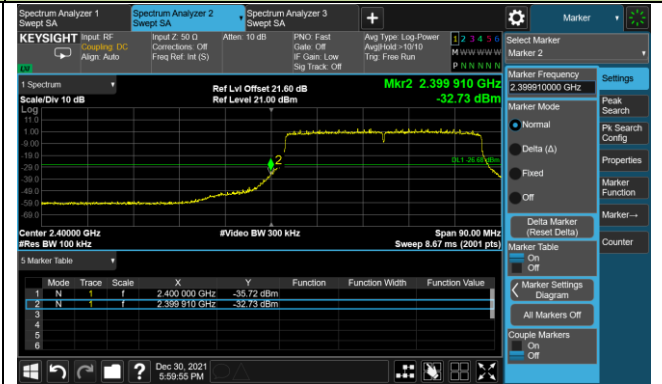 Spectrum Analyzer 1
Swept SA
Spectrum Analyzer 2
Swept SA
Spectrum Analyzer 3
Swept SA
+
Marker
KEYSIGHT
Input: RF
Coupling: DC
Align: Auto
Input Z: 50 Ω
Corrections: Off
Freq Ref: Int (S)
Atten: 10 dB
PNO: Fast
Gate: Off
IF Gain: Low
Sig Track: Off
Avg Type: Log-Power
Avg|Hold:>10/10
Trig: Free Run
1 2 3 4 5 6
M W W W W W
P N N N N N
Select Marker
Marker 2
LV
1 Spectrum
Scale/Div 10 dB
Ref Lvl Offset 21.60 dB
Ref Level 21.00 dBm
Mkr2 2.399 910 GHz
-32.73 dBm
Log
11.0
1.00
-9.00
-19.0
-29.0
-39.0
-49.0
-59.0
-69.0
2
DL1 -26.68 dBm
Center 2.40000 GHz
#Res BW 100 kHz
#Video BW 300 kHz
Span 90.00 MHz
Sweep 8.67 ms (2001 pts)
5 Marker Table
Mode Trace Scale X Y Function Function Width Function Value
1 N 1 f 2.400 000 GHz -35.72 dBm
2 N 1 f 2.399 910 GHz -32.73 dBm
3
4
5
6
Marker Frequency
2.399910000 GHz
Marker Mode
Normal
Delta (Δ)
Fixed
Off
Delta Marker
(Reset Delta)
Marker Table
On
Off
Marker Settings
Diagram
All Markers Off
Couple Markers
On
Off
Settings
Peak
Search
Pk Search
Config
Properties
Marker
Function
Marker→
Counter
?
Dec 30, 2021
5:59:55 PM